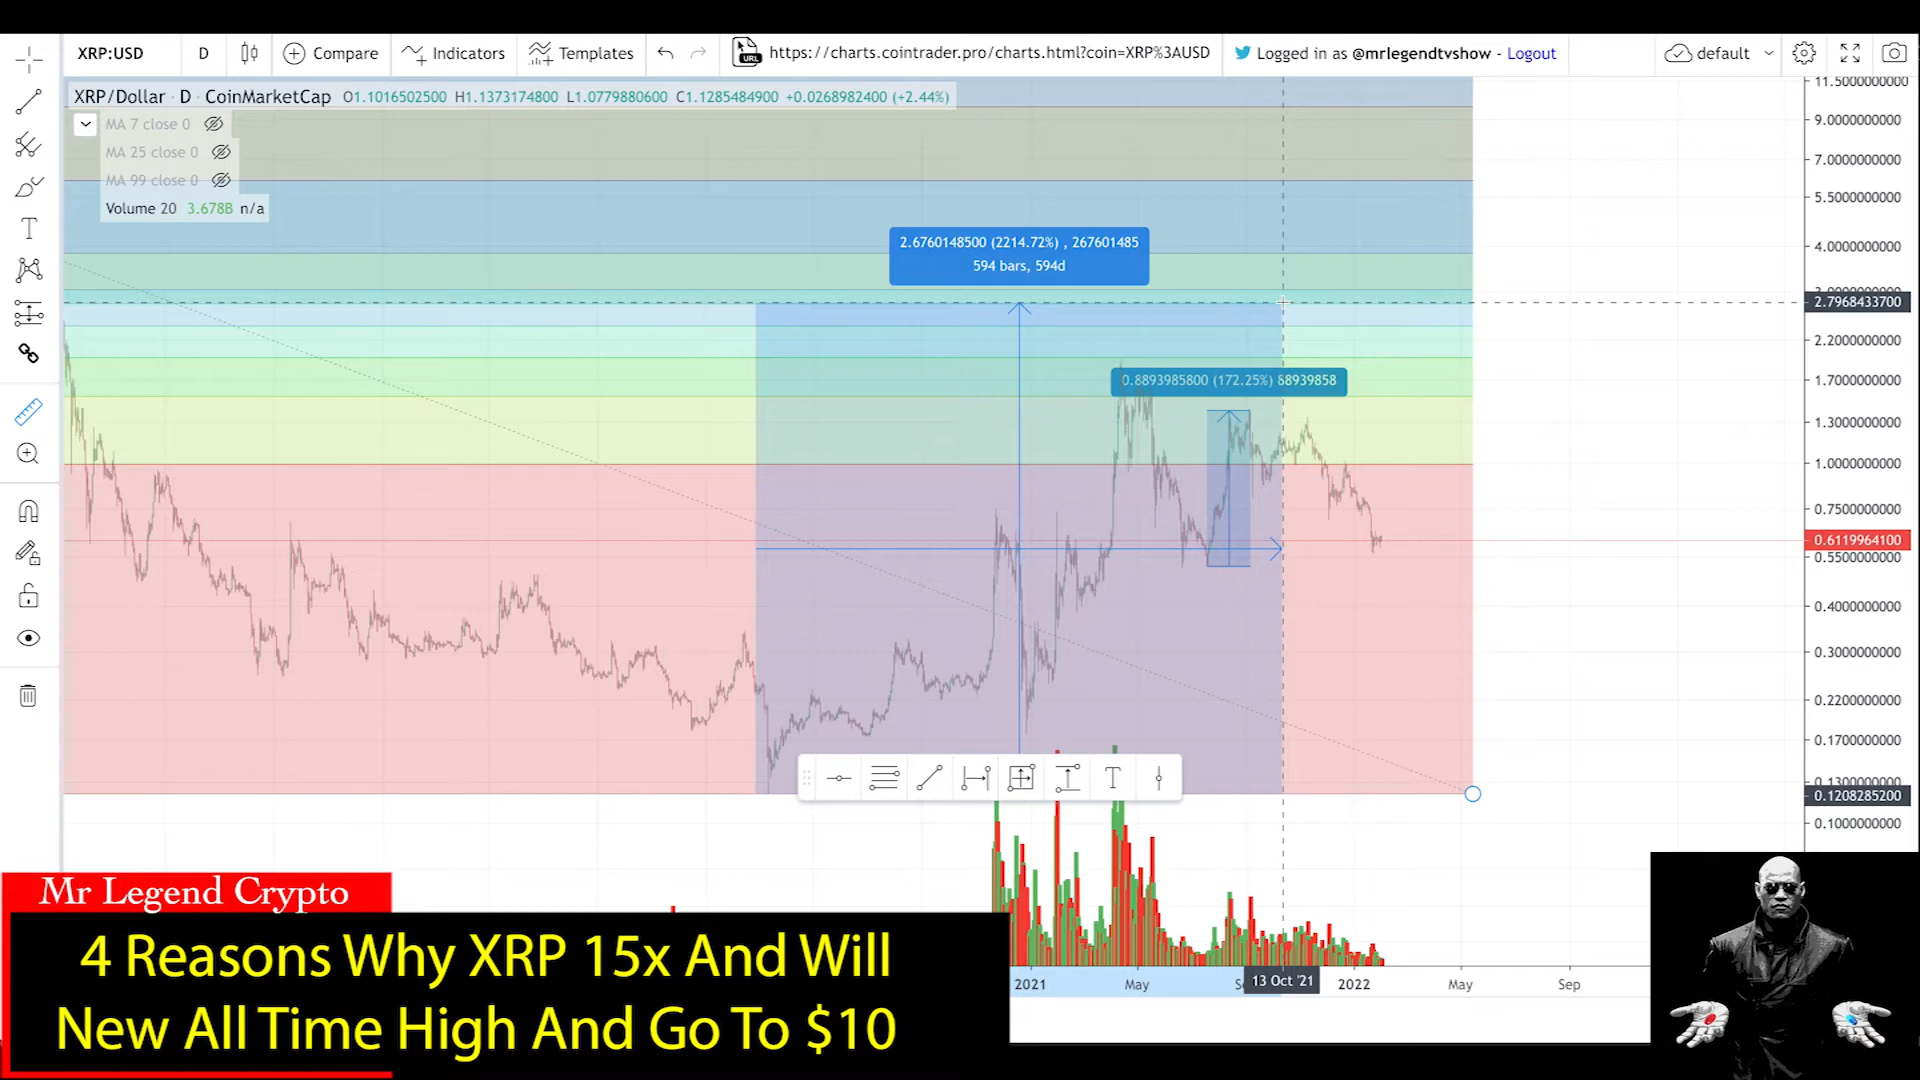 XRP:USD D Compare Indicators Templates URL https://charts.cointrader.pro/charts.html?coin=XRP%3AUSD Logged in as @mrlegendtvshow - Logout default
XRP/Dollar · D · CoinMarketCap O1.1016502500 H1.1373174800 L1.0779880600 C1.1285484900 +0.0268982400 (+2.44%)
MA 7 close 0
MA 25 close 0
MA 99 close 0
Volume 20 3.678B n/a
2.6760148500 (2214.72%) , 267601485
594 bars, 594d
0.8893985800 (172.25%) 88939858
11.5000000000
9.0000000000
7.0000000000
5.5000000000
4.0000000000
2.7968433700
2.2000000000
1.7000000000
1.3000000000
1.0000000000
0.7500000000
0.6119964100
0.5500000000
0.4000000000
0.3000000000
0.2200000000
0.1700000000
0.1300000000
0.1208285200
0.1000000000
T
2021 May 13 Oct '21 2022 May Sep
Mr Legend Crypto
4 Reasons Why XRP 15x And Will
New All Time High And Go To $10